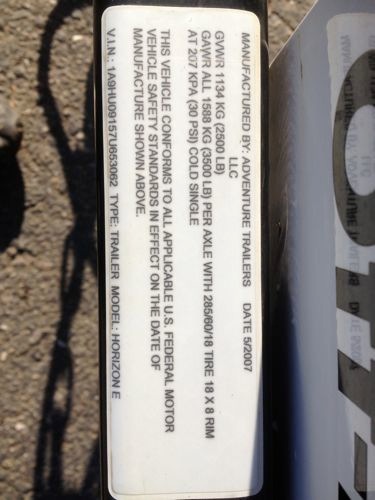 MANUFACTURED BY: ADVENTURE TRAILERS DATE 5/2007
LLC
GVWR 1134 KG (2500 LB)
GAWR ALL 1588 KG (3500 LB) PER AXLE WITH 285/60/18 TIRE 18 X 8 RIM
AT 207 KPA (30 PSI) COLD SINGLE
THIS VEHICLE CONFORMS TO ALL APPLICABLE U.S. FEDERAL MOTOR
VEHICLE SAFETY STANDARDS IN EFFECT ON THE DATE OF
MANUFACTURE SHOWN ABOVE.
V.I.N.: 1A9HU09157U653062 TYPE: TRAILER MODEL: HORIZON E